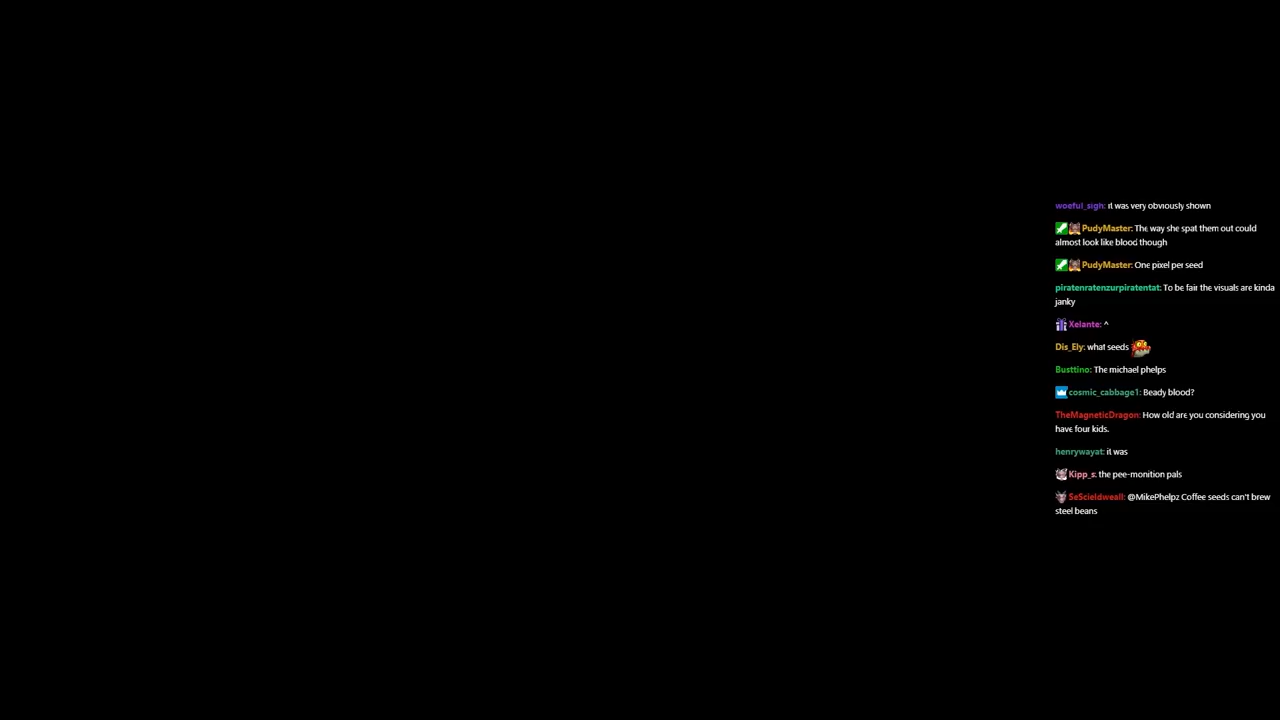 woeful_sigh: it was very obviously shown
PudyMaster: The way she spat them out could
almost look like blood though
PudyMaster: One pixel per seed
piratenratenzurpiratentat: To be fair the visuals are kinda
janky
Xelante: ^
Dis_Ely: what seeds
Busttino: The michael phelps
cosmic_cabbage1: Beady blood?
TheMagneticDragon: How old are you considering you
have four kids.
henrywayat: it was
Kipp_s: the pee-monition pals
SeScieldweall: @MikePhelpz Coffee seeds can't brew
steel beans